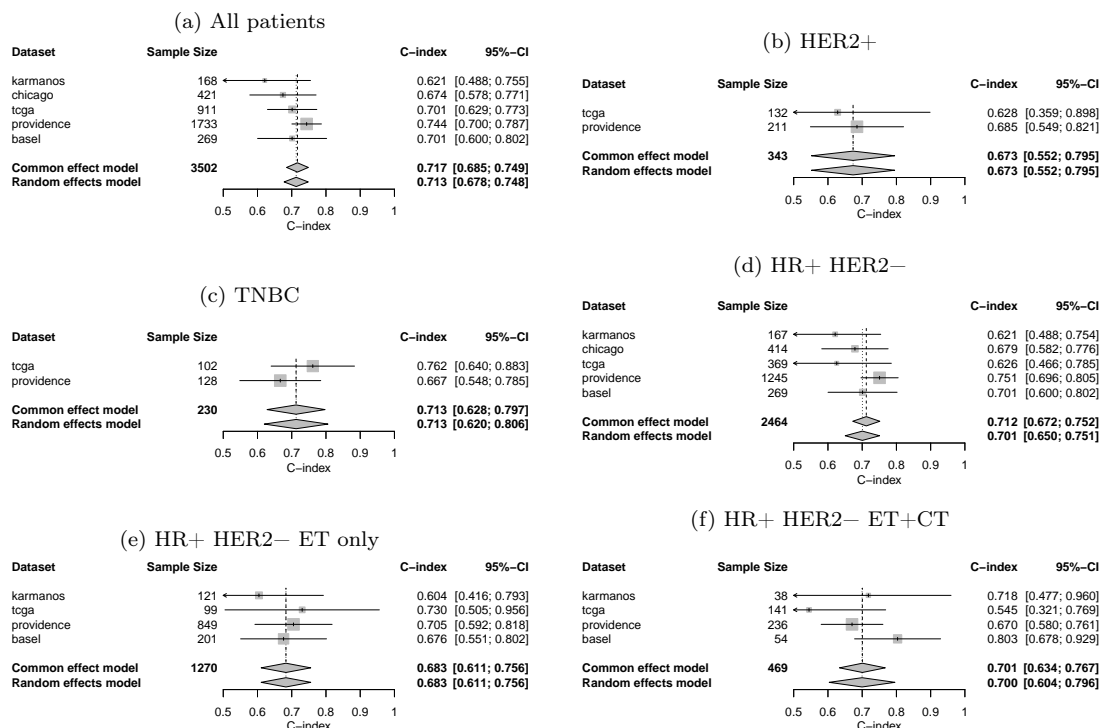 (a) All patients
Dataset Sample Size C−index 95%−CI
karmanos 168 0.621 [0.488; 0.755]
chicago 421 0.674 [0.578; 0.771]
tcga 911 0.701 [0.629; 0.773]
providence 1733 0.744 [0.700; 0.787]
basel 269 0.701 [0.600; 0.802]
Common effect model 3502 0.717 [0.685; 0.749]
Random effects model 0.713 [0.678; 0.748]
0.5 0.6 0.7 0.8 0.9 1
C−index
(b) HER2+
Dataset Sample Size C−index 95%−CI
tcga 132 0.628 [0.359; 0.898]
providence 211 0.685 [0.549; 0.821]
Common effect model 343 0.673 [0.552; 0.795]
Random effects model 0.673 [0.552; 0.795]
0.5 0.6 0.7 0.8 0.9 1
C−index
(c) TNBC
Dataset Sample Size C−index 95%−CI
tcga 102 0.762 [0.640; 0.883]
providence 128 0.667 [0.548; 0.785]
Common effect model 230 0.713 [0.628; 0.797]
Random effects model 0.713 [0.620; 0.806]
0.5 0.6 0.7 0.8 0.9 1
C−index
(d) HR+ HER2−
Dataset Sample Size C−index 95%−CI
karmanos 167 0.621 [0.488; 0.754]
chicago 414 0.679 [0.582; 0.776]
tcga 369 0.626 [0.466; 0.785]
providence 1245 0.751 [0.696; 0.805]
basel 269 0.701 [0.600; 0.802]
Common effect model 2464 0.712 [0.672; 0.752]
Random effects model 0.701 [0.650; 0.751]
0.5 0.6 0.7 0.8 0.9 1
C−index
(e) HR+ HER2− ET only
Dataset Sample Size C−index 95%−CI
karmanos 121 0.604 [0.416; 0.793]
tcga 99 0.730 [0.505; 0.956]
providence 849 0.705 [0.592; 0.818]
basel 201 0.676 [0.551; 0.802]
Common effect model 1270 0.683 [0.611; 0.756]
Random effects model 0.683 [0.611; 0.756]
0.5 0.6 0.7 0.8 0.9 1
C−index
(f) HR+ HER2− ET+CT
Dataset Sample Size C−index 95%−CI
karmanos 38 0.718 [0.477; 0.960]
tcga 141 0.545 [0.321; 0.769]
providence 236 0.670 [0.580; 0.761]
basel 54 0.803 [0.678; 0.929]
Common effect model 469 0.701 [0.634; 0.767]
Random effects model 0.700 [0.604; 0.796]
0.5 0.6 0.7 0.8 0.9 1
C−index